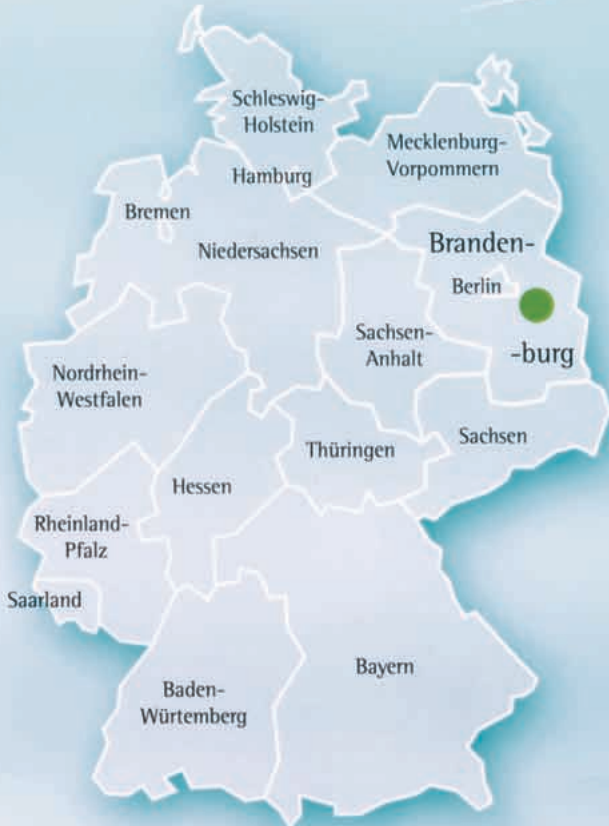 Schleswig-
Holstein
Mecklenburg-
Vorpommern
Hamburg
Bremen
Niedersachsen
Branden-
Berlin
-burg
Sachsen-
Anhalt
Nordrhein-
Westfalen
Thüringen
Sachsen
Hessen
Rheinland-
Pfalz
Saarland
Bayern
Baden-
Würtemberg